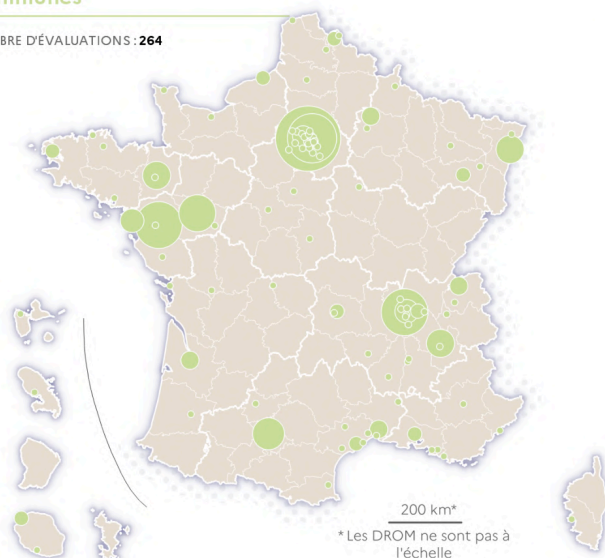 BRE D'ÉVALUATIONS : 264
200 km*
* Les DROM ne sont pas à
l'échelle